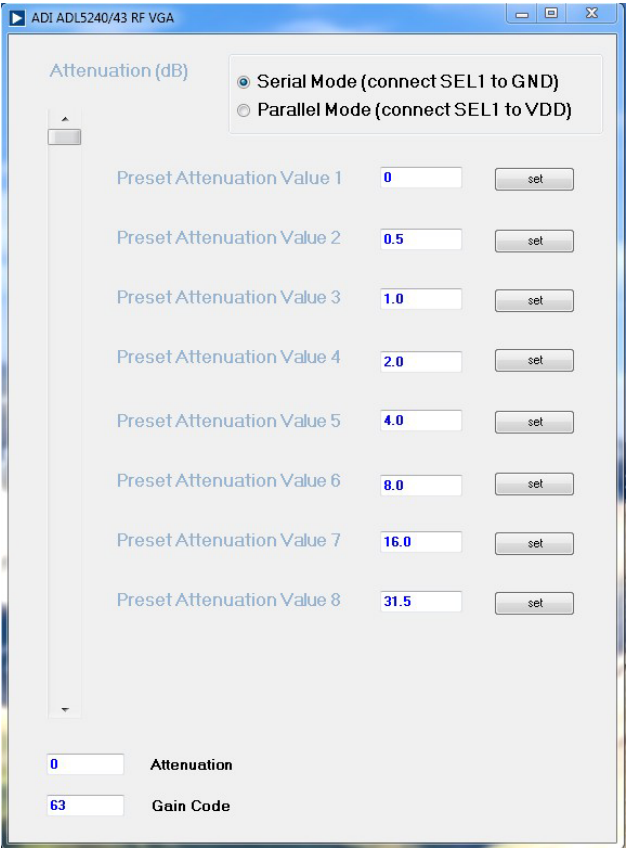 ADI ADL5240/43 RF VGA
Attenuation (dB)
Serial Mode (connect SEL1 to GND)
Parallel Mode (connect SEL1 to VDD)
Preset Attenuation Value 1 0 set
Preset Attenuation Value 2 0.5 set
Preset Attenuation Value 3 1.0 set
Preset Attenuation Value 4 2.0 set
Preset Attenuation Value 5 4.0 set
Preset Attenuation Value 6 8.0 set
Preset Attenuation Value 7 16.0 set
Preset Attenuation Value 8 31.5 set
0 Attenuation
63 Gain Code